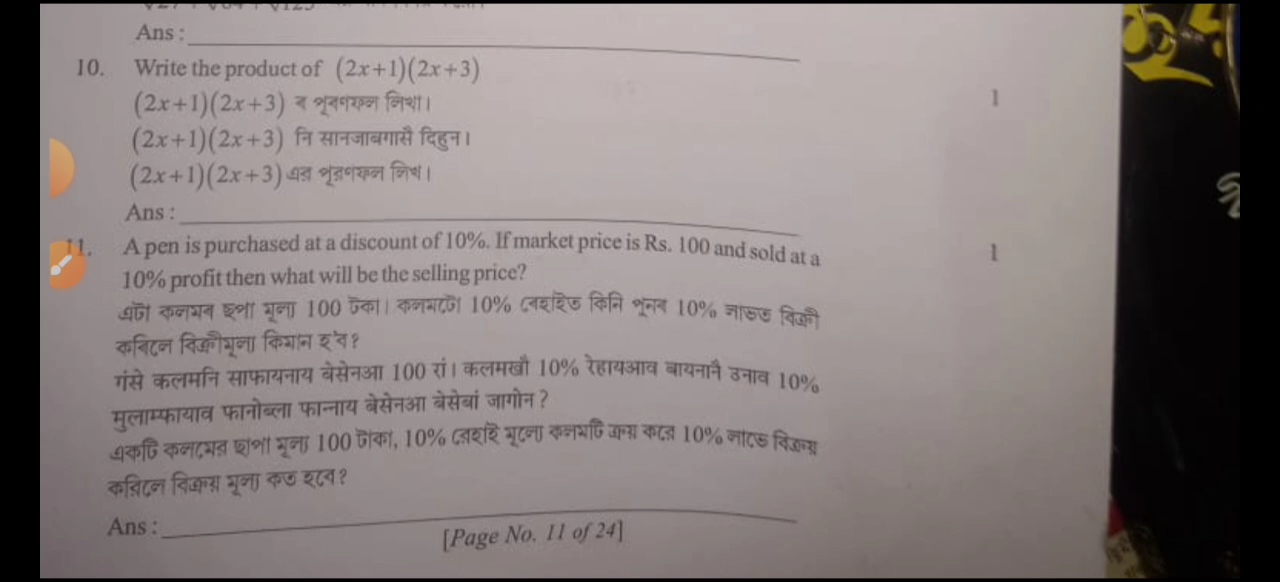 Ans :
10. Write the product of (2x+1)(2x+3)
1
(2x+1)(2x+3) ৰ পূৰণফল লিখা।
(2x+1)(2x+3) नि सानजाबगासै दिहुन।
(2x+1)(2x+3) এর পূরণফল লিখ।
Ans :
11. A pen is purchased at a discount of 10%. If market price is Rs. 100 and sold at a
1
10% profit then what will be the selling price?
এটা কলমৰ ছপা মূল্য 100 টকা। কলমটো 10% ৰেহাইত কিনি পুনৰ 10% লাভত বিক্ৰী
কৰিলে বিক্ৰীমূল্য কিমান হ'ব?
गंसे कलमनि साफायनाय बेसेनआ 100 रां। कलमखौ 10% रेहायआव बायनानै उनाव 10%
मुलाम्फायाव फानोब्ला फान्नाय बेसेनआ बेसेबां जागोन?
একটি কলমের ছাপা মূল্য 100 টাকা, 10% রেহাই মূল্যে কলমটি ক্রয় করে 10% লাভে বিক্রয়
করিলে বিক্রয় মূল্য কত হবে?
Ans :
[Page No. 11 of 24]